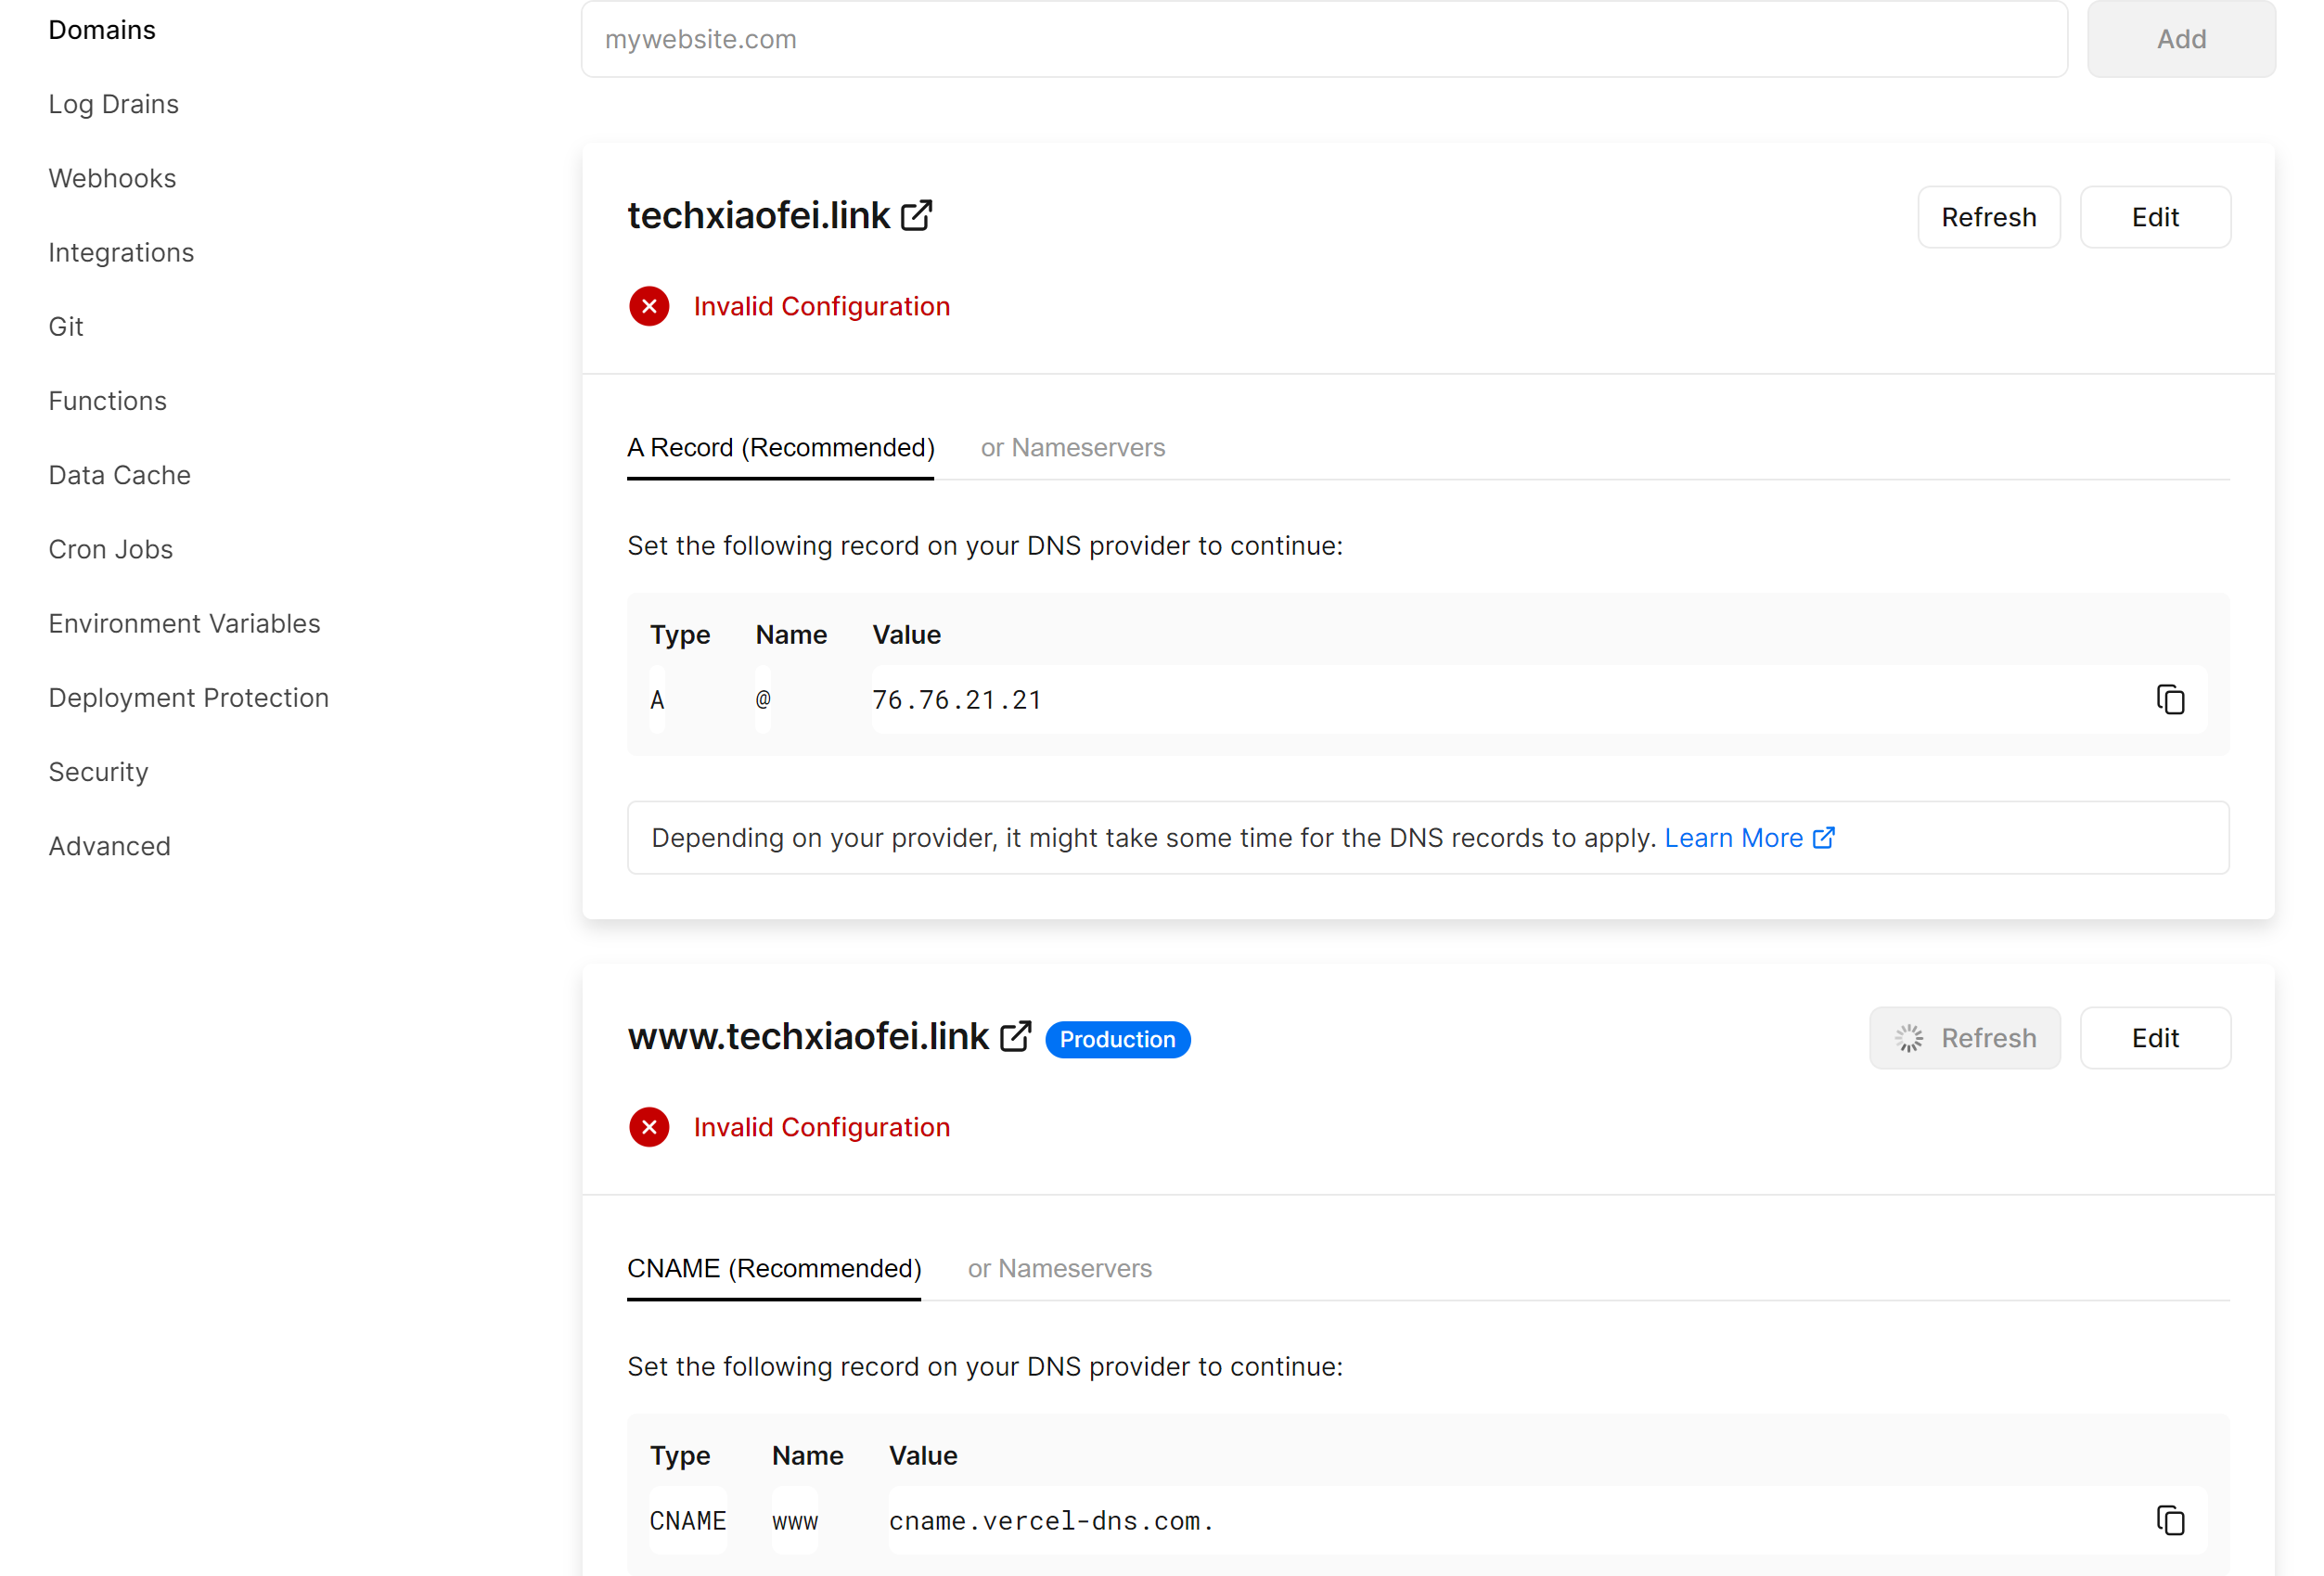 Domains
Log Drains
Webhooks
Integrations
Git
Functions
Data Cache
Cron Jobs
Environment Variables
Deployment Protection
Security
Advanced
mywebsite.com
Add
techxiaofei.link
Refresh
Edit
Invalid Configuration
A Record (Recommended)
or Nameservers
Set the following record on your DNS provider to continue:
Type Name Value
A @ 76.76.21.21
Depending on your provider, it might take some time for the DNS records to apply. Learn More
www.techxiaofei.link Production
Refresh
Edit
Invalid Configuration
CNAME (Recommended)
or Nameservers
Set the following record on your DNS provider to continue:
Type Name Value
CNAME www cname.vercel-dns.com.